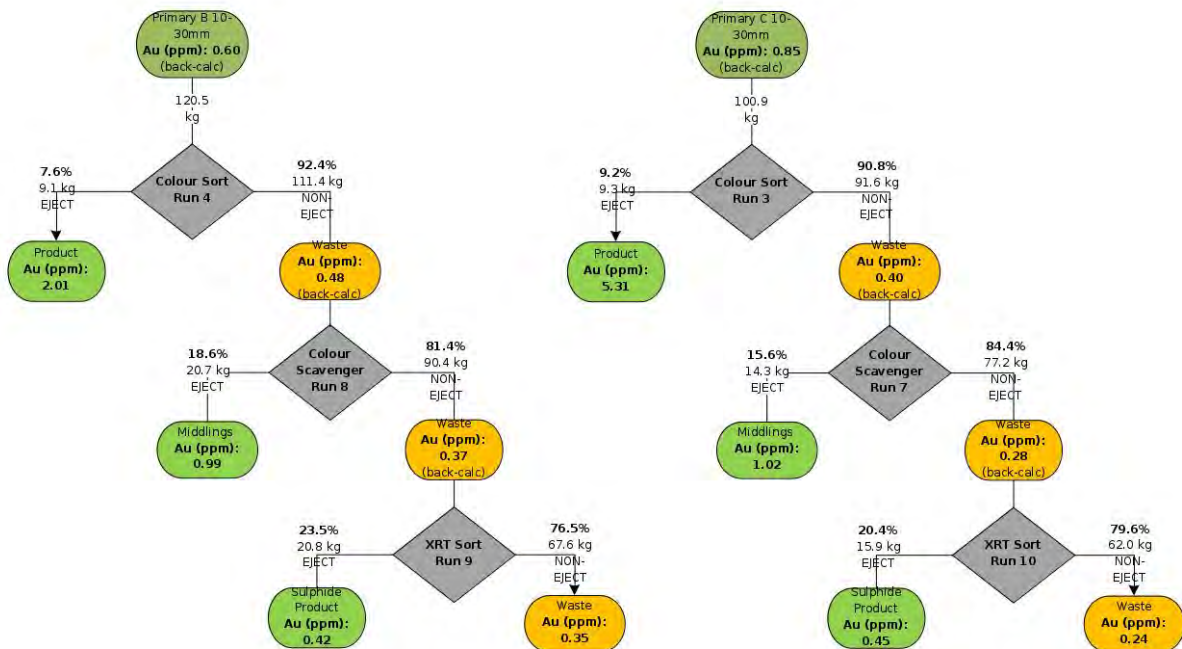 Primary B 10-
30mm
Au (ppm): 0.60
(back-calc)
120.5
kg
7.6%
9.1 kg
EJECT
Colour Sort
Run 4
92.4%
111.4 kg
NON-
EJECT
Product
Au (ppm):
2.01
Waste
Au (ppm):
0.48
(back-calc)
18.6%
20.7 kg
EJECT
Colour
Scavenger
Run 8
81.4%
90.4 kg
NON-
EJECT
Middlings
Au (ppm):
0.99
Waste
Au (ppm):
0.37
(back-calc)
23.5%
20.8 kg
EJECT
XRT Sort
Run 9
76.5%
67.6 kg
NON-
EJECT
Sulphide
Product
Au (ppm):
0.42
Waste
Au (ppm):
0.35
Primary C 10-
30mm
Au (ppm): 0.85
(back-calc)
100.9
kg
9.2%
9.3 kg
EJECT
Colour Sort
Run 3
90.8%
91.6 kg
NON-
EJECT
Product
Au (ppm):
5.31
Waste
Au (ppm):
0.40
(back-calc)
15.6%
14.3 kg
EJECT
Colour
Scavenger
Run 7
84.4%
77.2 kg
NON-
EJECT
Middlings
Au (ppm):
1.02
Waste
Au (ppm):
0.28
(back-calc)
20.4%
15.9 kg
EJECT
XRT Sort
Run 10
79.6%
62.0 kg
NON-
EJECT
Sulphide
Product
Au (ppm):
0.45
Waste
Au (ppm):
0.24